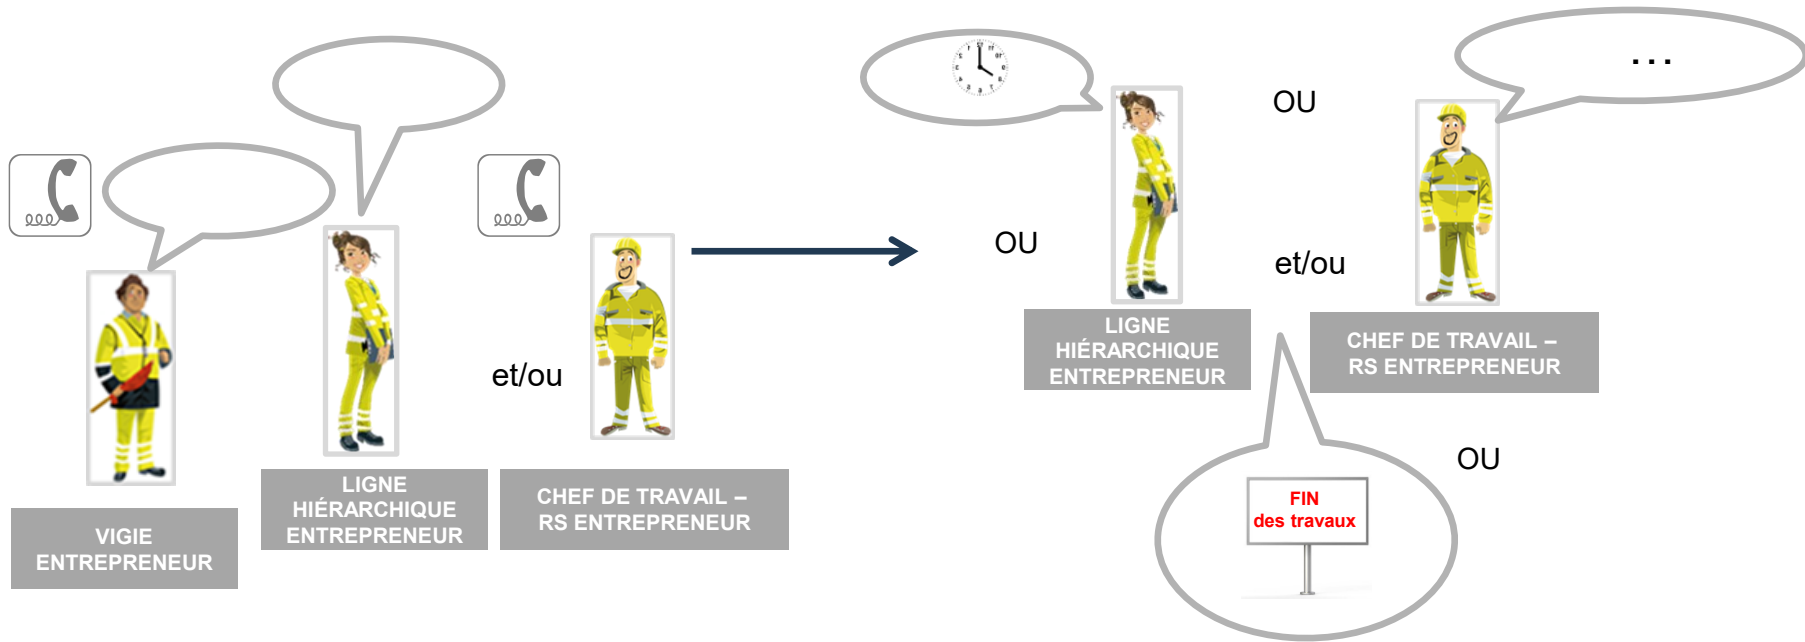 VIGIE
ENTREPRENEUR
LIGNE
HIÉRARCHIQUE
ENTREPRENEUR
et/ou
CHEF DE TRAVAIL –
RS ENTREPRENEUR
OU
LIGNE
HIÉRARCHIQUE
ENTREPRENEUR
OU
et/ou
...
CHEF DE TRAVAIL –
RS ENTREPRENEUR
FIN
des travaux
OU